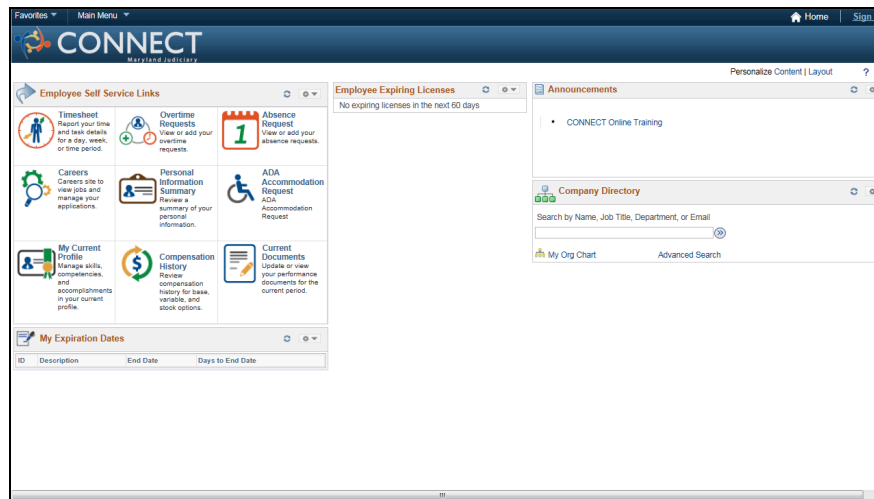 Favorites Main Menu Home Sign
CONNECT
Maryland Judiciary
Personalize Content | Layout ?
Employee Self Service Links
Timesheet
Report your time
and task details
for a day, week,
or time period.
Overtime
Requests
View or add your
overtime
requests.
1
Absence
Request
View or add your
absence requests.
Careers
Careers site to
view jobs and
manage your
applications.
Personal
Information
Summary
Review a
summary of your
personal
information.
ADA
Accommodation
Request
ADA
Accommodation
Request
My Current
Profile
Manage skills,
competencies,
and
accomplishments
in your current
profile.
$
Compensation
History
Review
compensation
history for base,
variable, and
stock options.
Current
Documents
Update or view
your performance
documents for the
current period.
My Expiration Dates
ID Description End Date Days to End Date
Employee Expiring Licenses
No expiring licenses in the next 60 days
Announcements
• CONNECT Online Training
Company Directory
Search by Name, Job Title, Department, or Email
My Org Chart Advanced Search